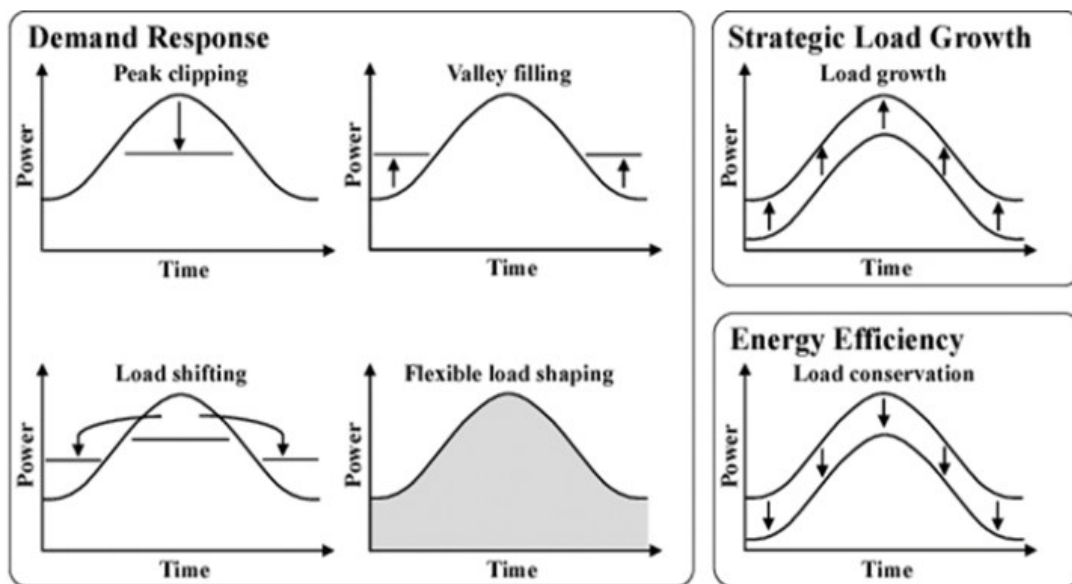 Demand Response
Peak clipping
Power
Time
Valley filling
Power
Time
Load shifting
Power
Time
Flexible load shaping
Power
Time
Strategic Load Growth
Load growth
Power
Time
Energy Efficiency
Load conservation
Power
Time